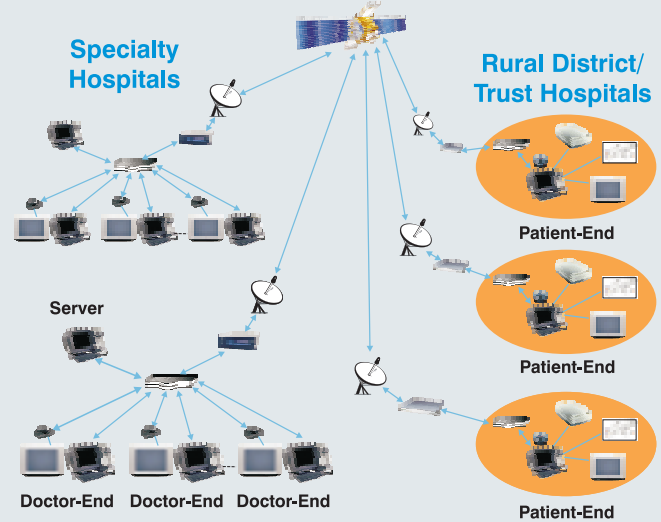 Specialty
Hospitals
Rural District/
Trust Hospitals
Patient-End
Server
Patient-End
Doctor-End Doctor-End Doctor-End
Patient-End